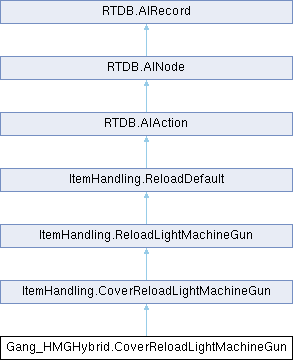 RTDB.AIRecord
RTDB.AINode
RTDB.AIAction
ItemHandling.ReloadDefault
ItemHandling.ReloadLightMachineGun
ItemHandling.CoverReloadLightMachineGun
Gang_HMGHybrid.CoverReloadLightMachineGun